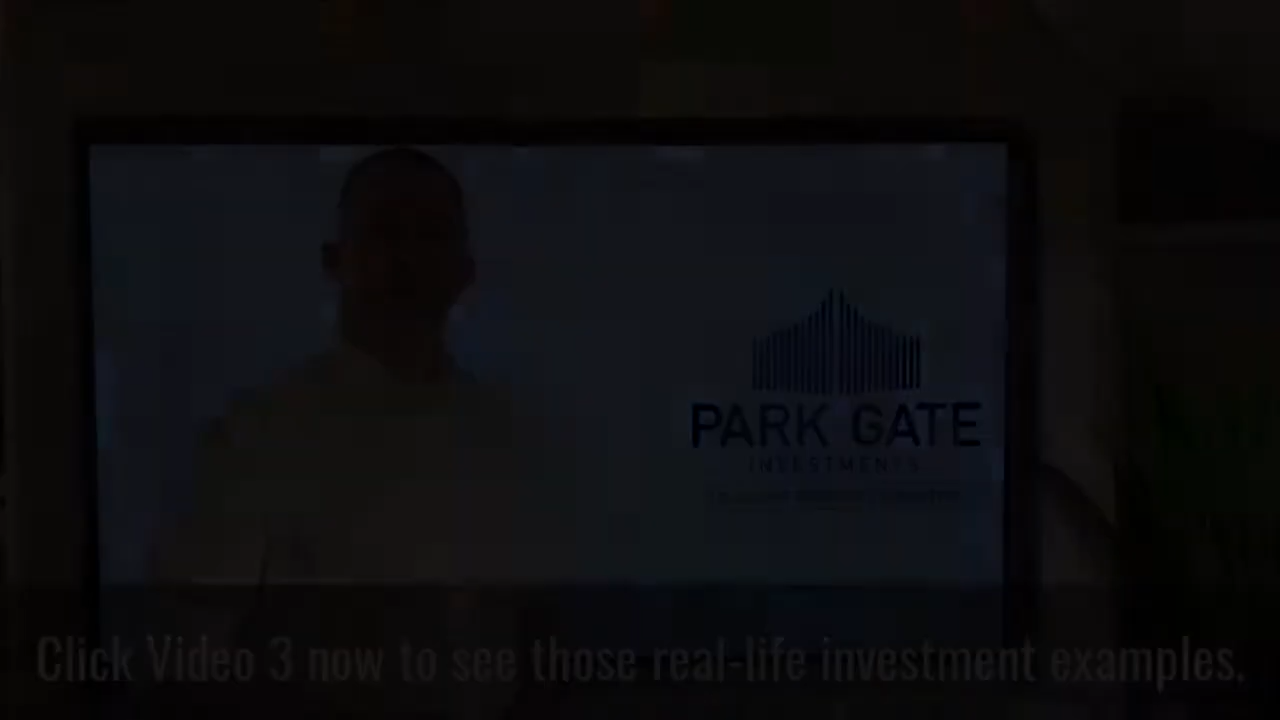 PARK GATE
INVESTMENTS
Click Video 3 now to see those real-life investment examples.